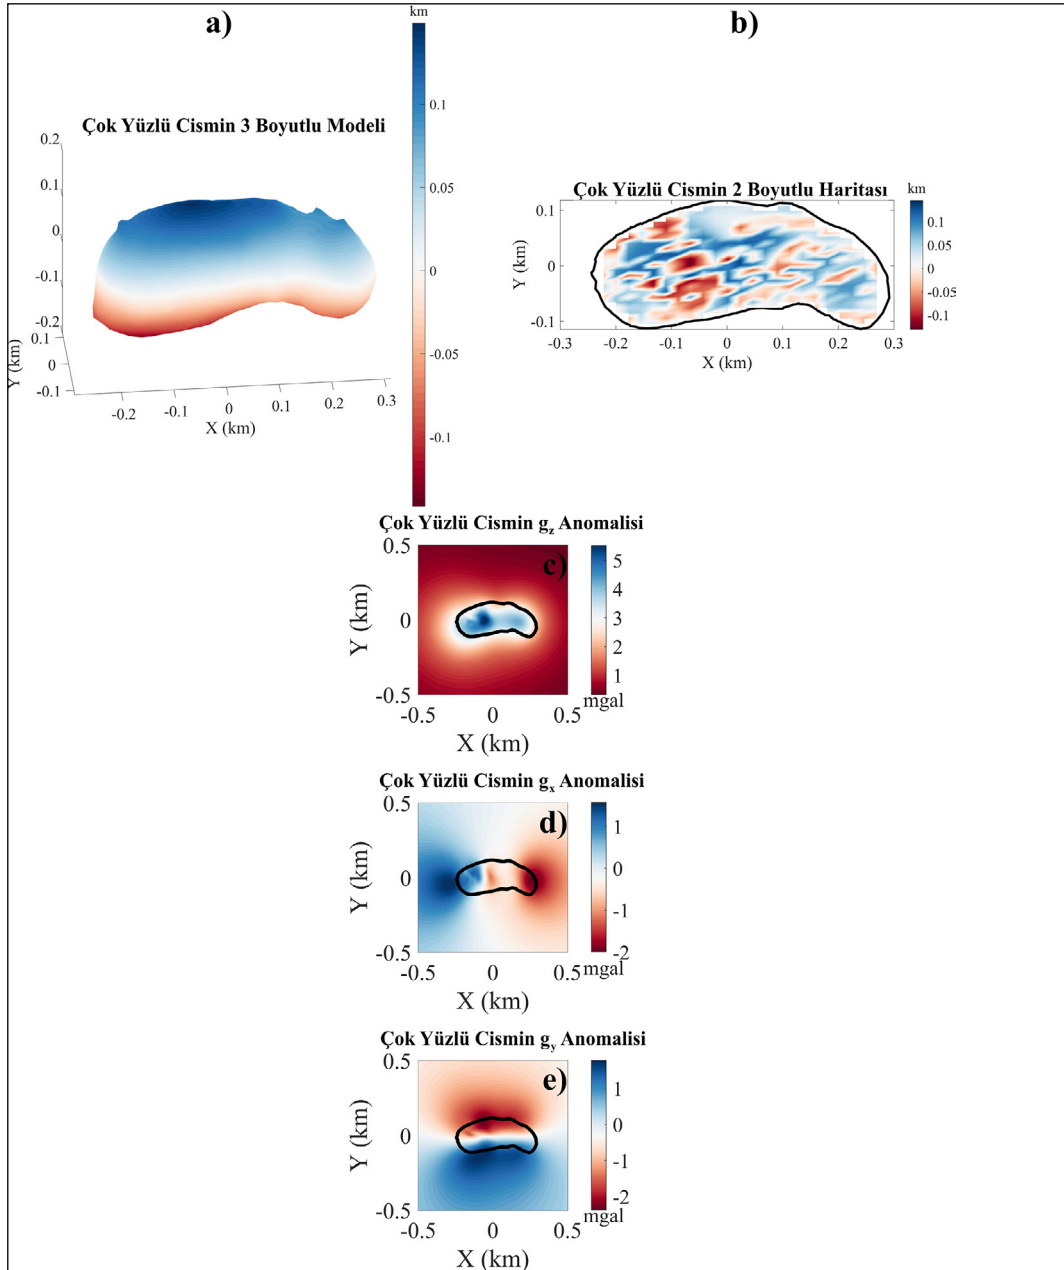 a)
km
0.1
0.05
0
-0.05
-0.1
Çok Yüzlü Cismin 3 Boyutlu Modeli
0.2
0.1
0
-0.1
-0.2
0.1
0
-0.1
Y (km)
-0.2 -0.1 0 0.1 0.2 0.3
X (km)
b)
Çok Yüzlü Cismin 2 Boyutlu Haritası
km
0.1
0
-0.1
Y (km)
-0.3 -0.2 -0.1 0 0.1 0.2 0.3
X (km)
0.1
0.05
0
-0.05
-0.1
Çok Yüzlü Cismin gz Anomalisi
c)
0.5
0
-0.5
Y (km)
-0.5 0 0.5
X (km)
5
4
3
2
1
mgal
Çok Yüzlü Cismin gx Anomalisi
d)
0.5
0
-0.5
Y (km)
-0.5 0 0.5
X (km)
1
0
-1
-2
mgal
Çok Yüzlü Cismin gy Anomalisi
e)
0.5
0
-0.5
Y (km)
-0.5 0 0.5
X (km)
1
0
-1
-2
mgal